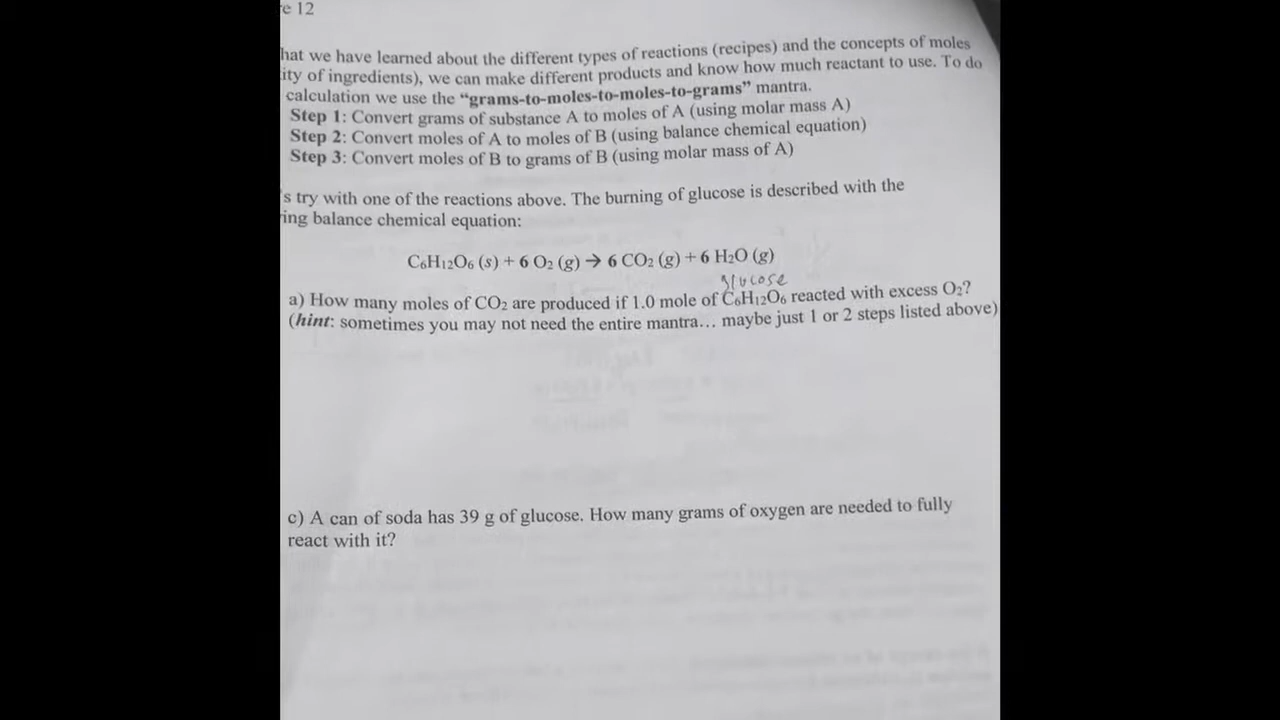 e 12
hat we have learned about the different types of reactions (recipes) and the concepts of moles
ity of ingredients), we can make different products and know how much reactant to use. To do
calculation we use the “grams-to-moles-to-moles-to-grams” mantra.
Step 1: Convert grams of substance A to moles of A (using molar mass A)
Step 2: Convert moles of A to moles of B (using balance chemical equation)
Step 3: Convert moles of B to grams of B (using molar mass of A)
's try with one of the reactions above. The burning of glucose is described with the
ing balance chemical equation:
C₆H₁₂O₆ (s) + 6 O₂ (g) → 6 CO₂ (g) + 6 H₂O (g)
glucose
a) How many moles of CO₂ are produced if 1.0 mole of C₆H₁₂O₆ reacted with excess O₂?
(hint: sometimes you may not need the entire mantra... maybe just 1 or 2 steps listed above)
c) A can of soda has 39 g of glucose. How many grams of oxygen are needed to fully
react with it?